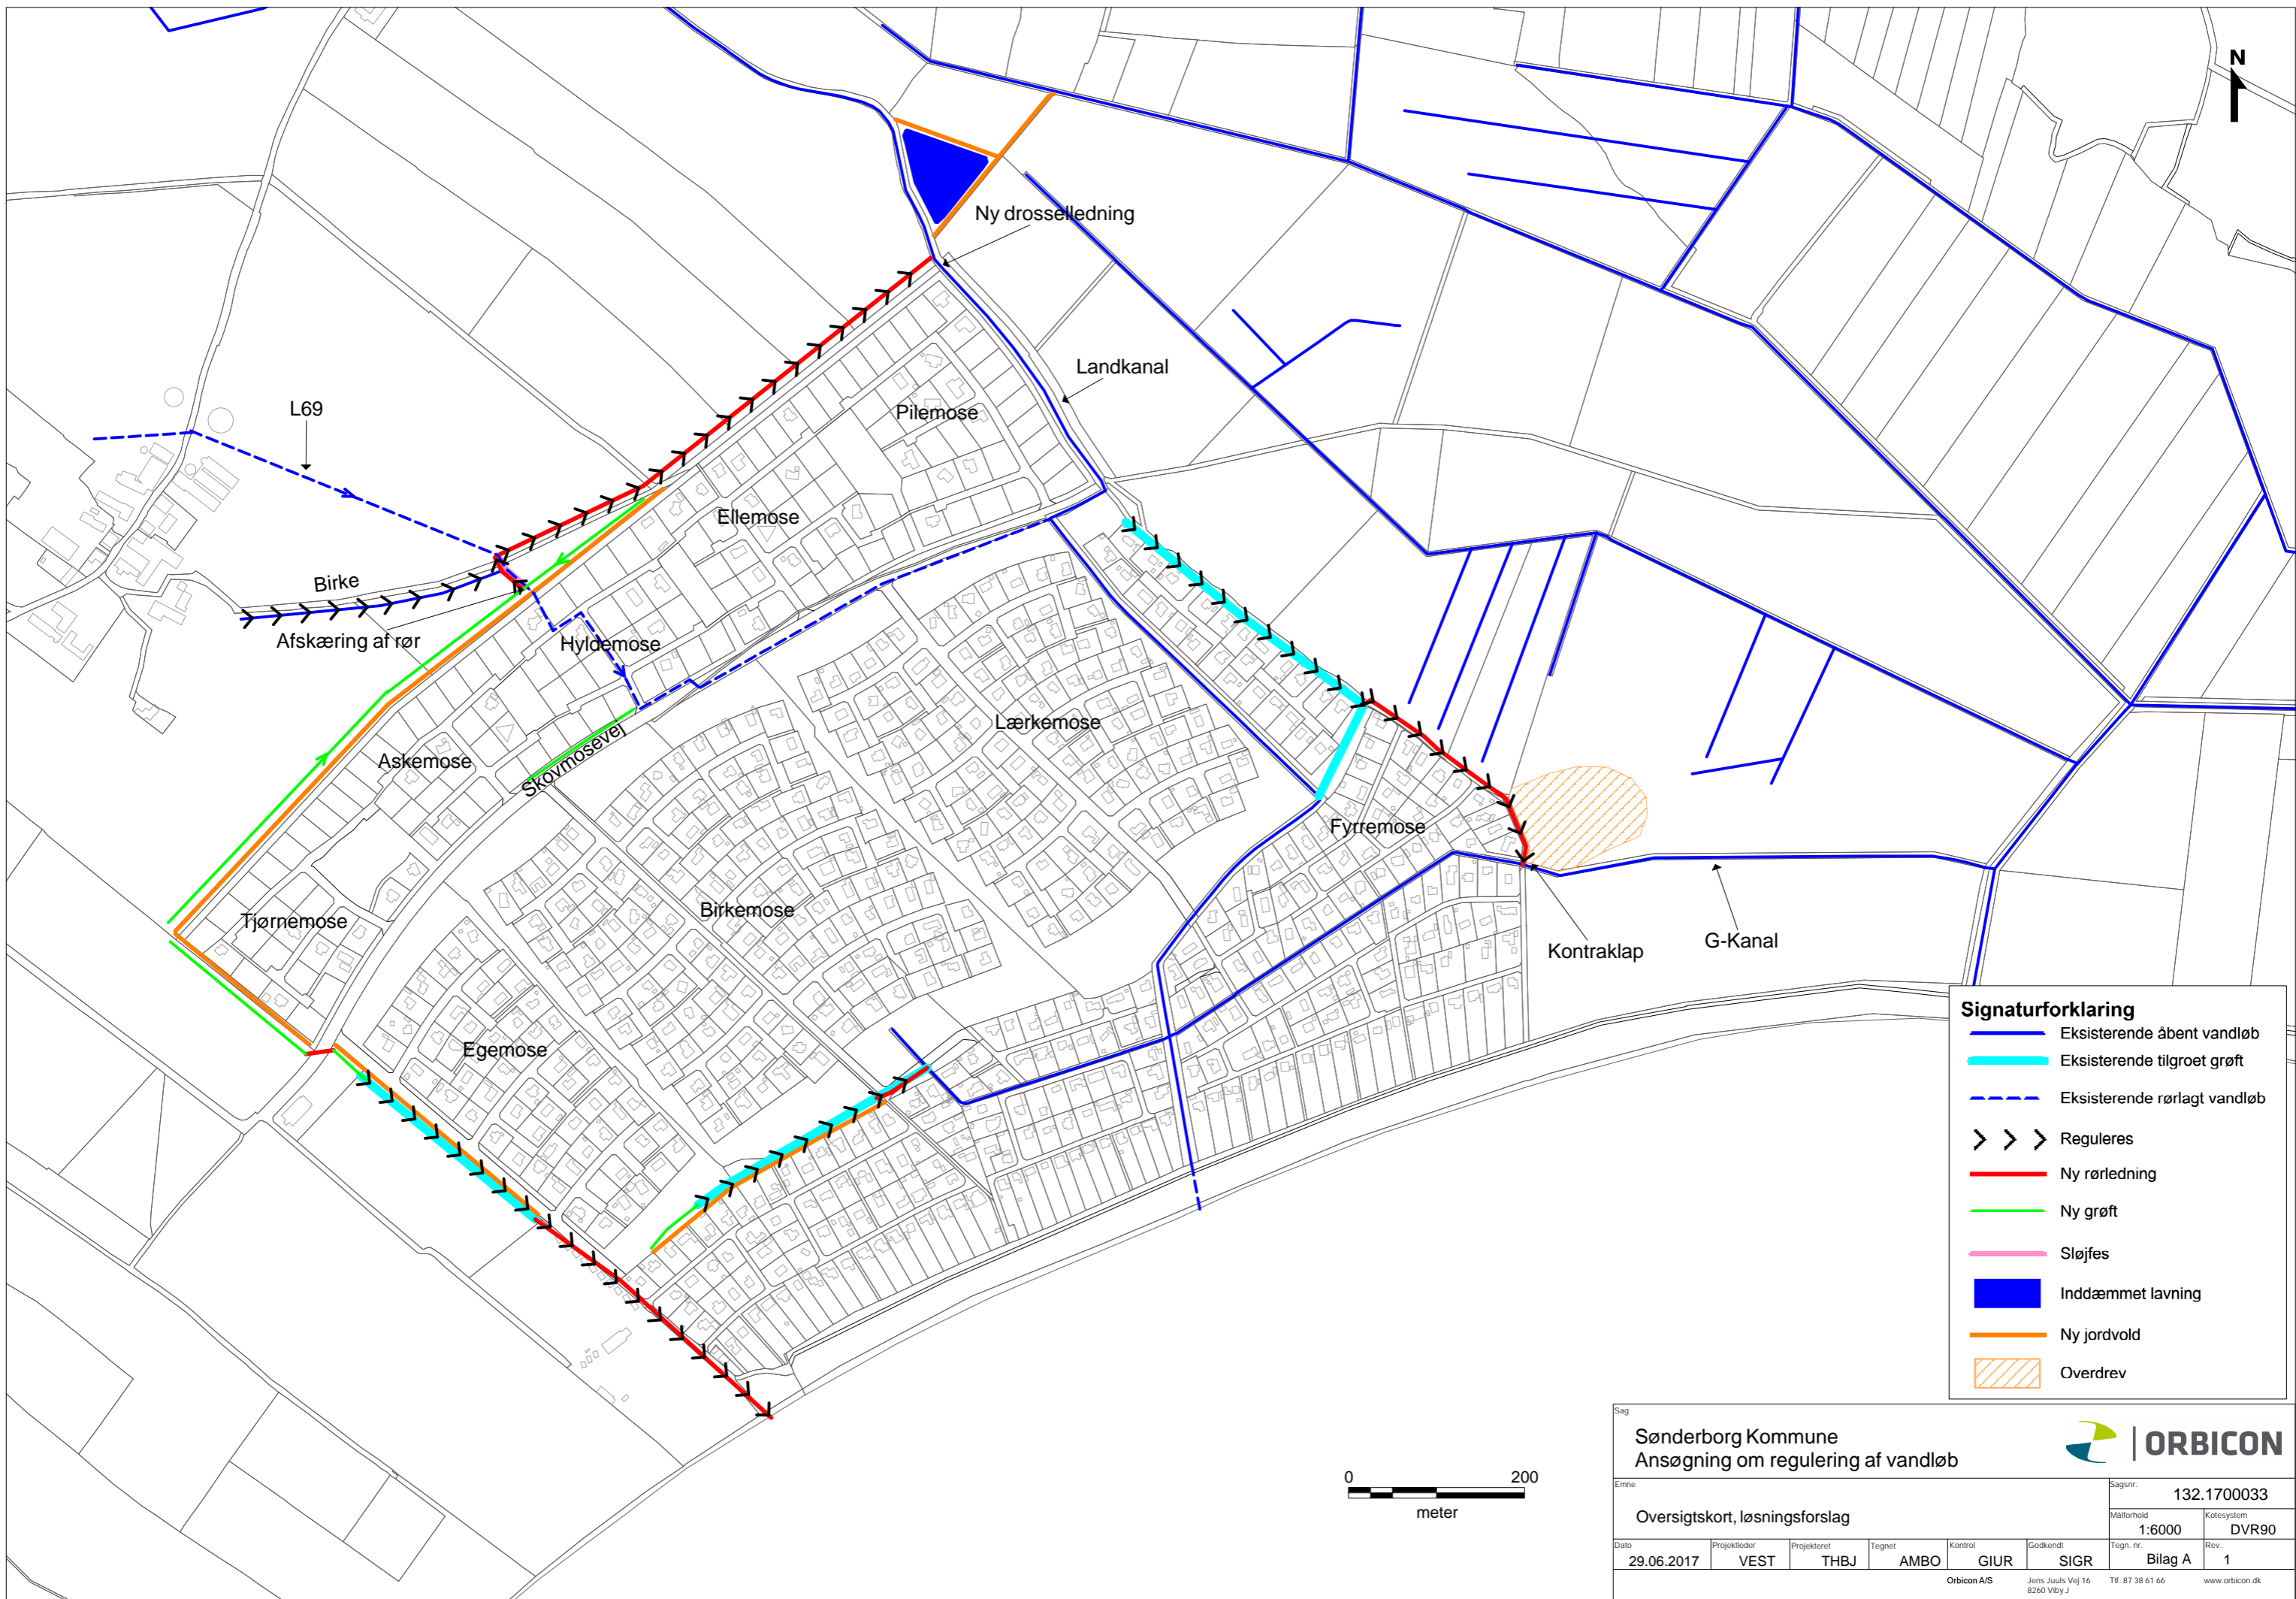 N
Ny drosselledning
Landkanal
L69
Pilemose
Ellemose
Birke
Afskæring af rør
Hyldemose
Lærkemose
Skovmosevej
Askemose
Fyrremose
Birkemose
Tjørnemose
Kontraklap
G-Kanal
Egemose
Signaturforklaring
Eksisterende åbent vandløb
Eksisterende tilgroet grøft
Eksisterende rørlagt vandløb
Reguleres
Ny rørledning
Ny grøft
Sløjfes
Inddæmmet lavning
Ny jordvold
Overdrev
0 200
meter
Sag
Sønderborg Kommune
Ansøgning om regulering af vandløb
ORBICON
Emne
Oversigtskort, løsningsforslag
Sagsnr.
132.1700033
Målforhold
1:6000
Kotesystem
DVR90
Dato
29.06.2017
Projektleder
VEST
Projekteret
THBJ
Tegnet
AMBO
Kontrol
GIUR
Godkendt
SIGR
Tegn. nr.
Bilag A
Rev.
1
Orbicon A/S
Jens Juuls Vej 16
8260 Viby J
Tlf. 87 38 61 66
www.orbicon.dk